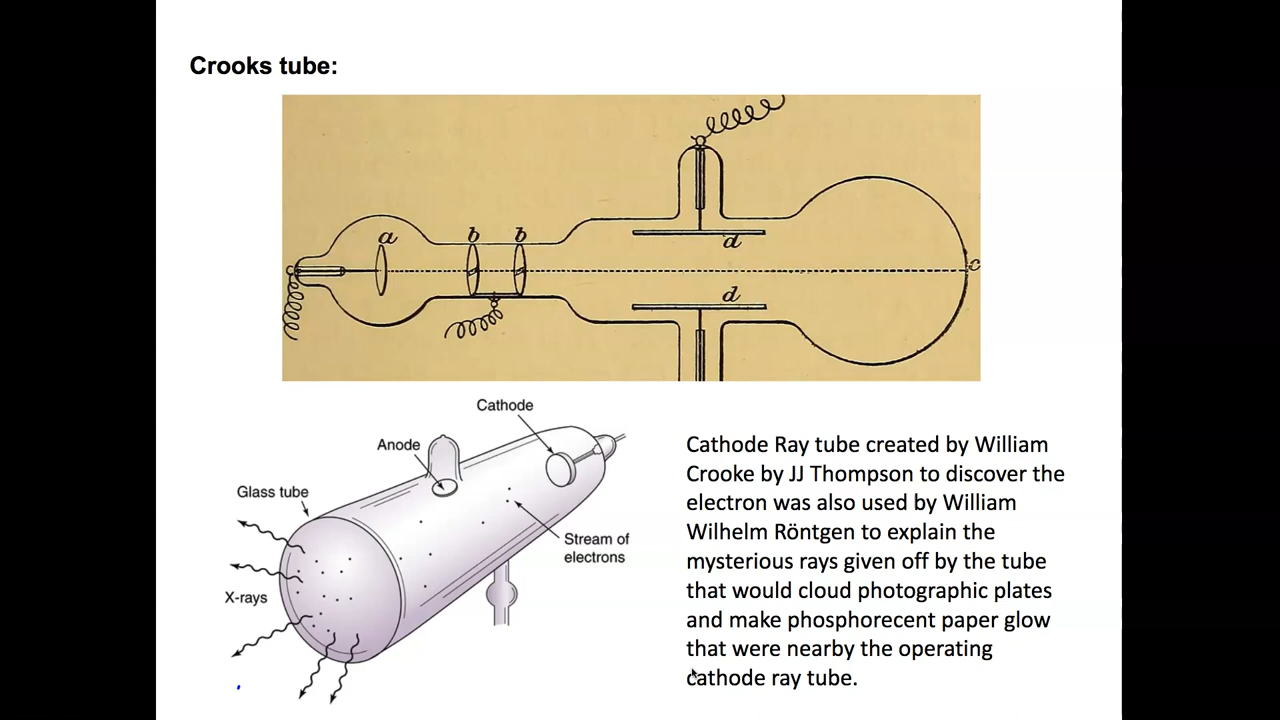 Crooks tube:
a
b
b
d
d
c
Cathode
Anode
Glass tube
Stream of
electrons
X-rays
Cathode Ray tube created by William
Crooke by JJ Thompson to discover the
electron was also used by William
Wilhelm Röntgen to explain the
mysterious rays given off by the tube
that would cloud photographic plates
and make phosphorecent paper glow
that were nearby the operating
cathode ray tube.